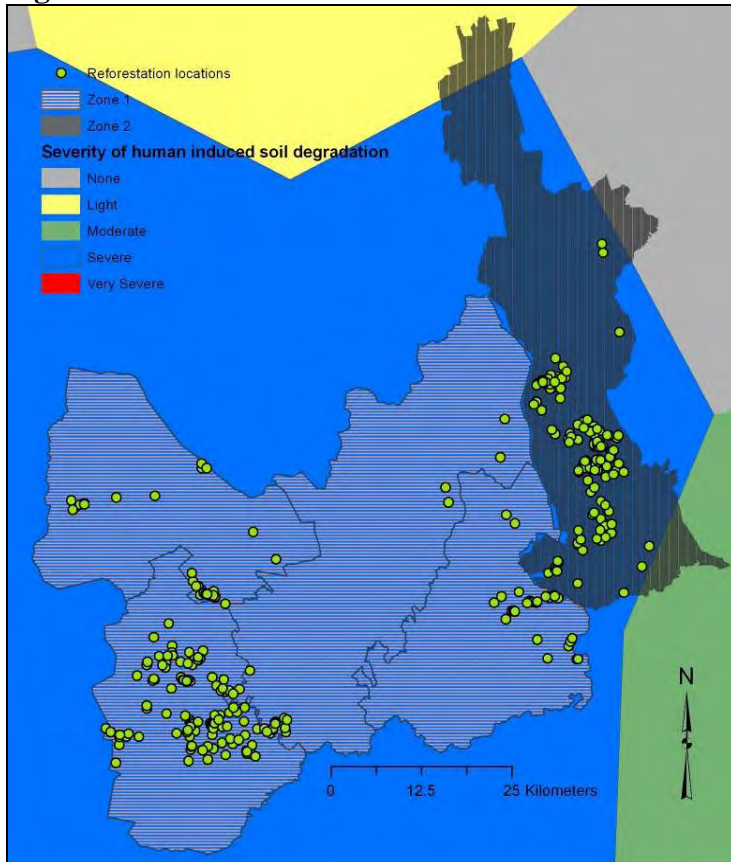 Reforestation locations
Zone 1
Zone 2
Severity of human induced soil degradation
None
Light
Moderate
Severe
Very Severe
N
0 12.5 25 Kilometers